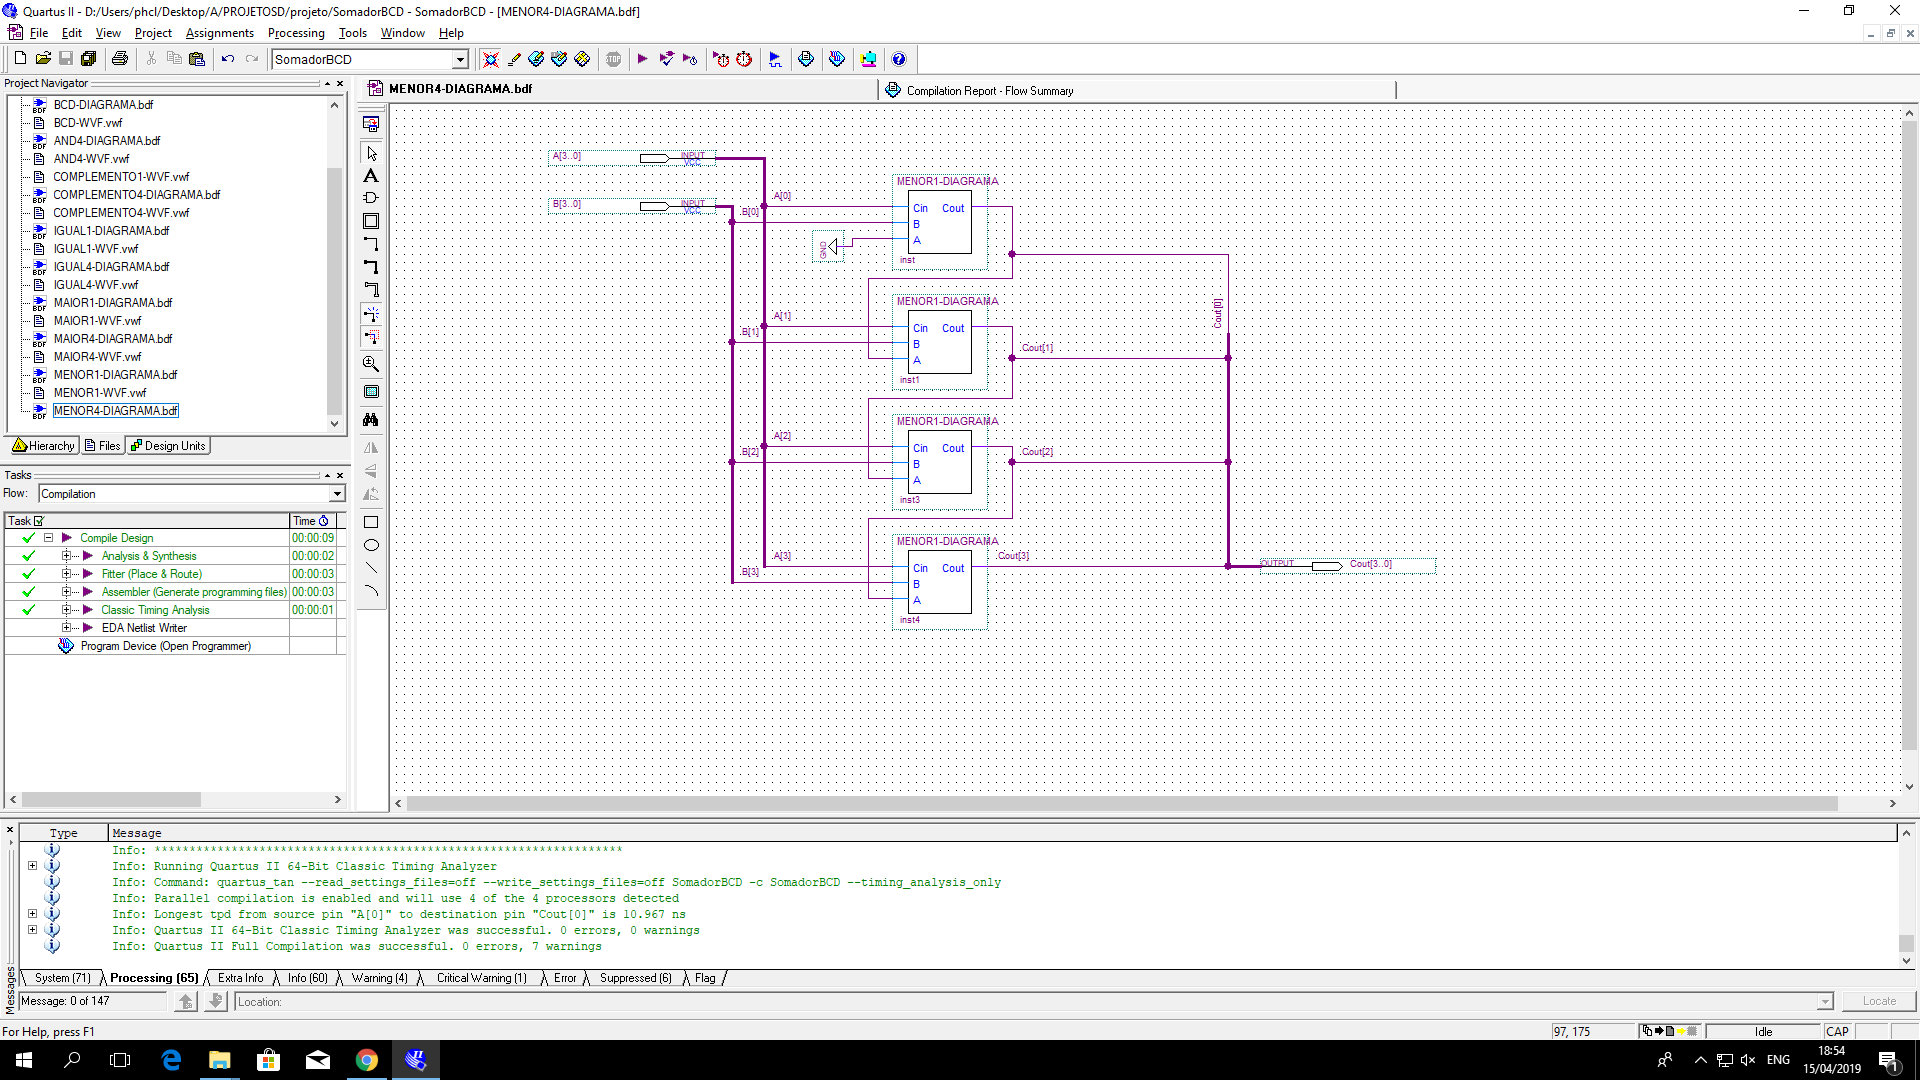 Quartus II - D:/Users/phcl/Desktop/A/PROJETOSD/projeto/SomadorBCD - SomadorBCD - [MENOR4-DIAGRAMA.bdf]
File Edit View Project Assignments Processing Tools Window Help
SomadorBCD
STOP
Project Navigator
BCD-DIAGRAMA.bdf
BCD-WVF.vwf
AND4-DIAGRAMA.bdf
AND4-WVF.vwf
COMPLEMENTO1-WVF.vwf
COMPLEMENTO4-DIAGRAMA.bdf
COMPLEMENTO4-WVF.vwf
IGUAL1-DIAGRAMA.bdf
IGUAL1-WVF.vwf
IGUAL4-DIAGRAMA.bdf
IGUAL4-WVF.vwf
MAIOR1-DIAGRAMA.bdf
MAIOR1-WVF.vwf
MAIOR4-DIAGRAMA.bdf
MAIOR4-WVF.vwf
MENOR1-DIAGRAMA.bdf
MENOR1-WVF.vwf
MENOR4-DIAGRAMA.bdf
Hierarchy Files Design Units
Tasks
Flow: Compilation
Task Time
Compile Design 00:00:09
Analysis & Synthesis 00:00:02
Fitter (Place & Route) 00:00:03
Assembler (Generate programming files) 00:00:03
Classic Timing Analysis 00:00:01
EDA Netlist Writer
Program Device (Open Programmer)
MENOR4-DIAGRAMA.bdf
Compilation Report - Flow Summary
A[3..0] INPUT VCC
B[3..0] INPUT VCC
MENOR1-DIAGRAMA
A[0]
B[0]
Cin Cout
B
A
GND
inst
MENOR1-DIAGRAMA
A[1]
B[1]
Cin Cout
B
A
inst1
Cout[0]
Cout[1]
MENOR1-DIAGRAMA
A[2]
B[2]
Cin Cout
B
A
inst3
Cout[2]
MENOR1-DIAGRAMA
A[3]
B[3]
Cin Cout
B
A
inst4
Cout[3]
OUTPUT Cout[3..0]
Type Message
Info: *******************************************************************
Info: Running Quartus II 64-Bit Classic Timing Analyzer
Info: Command: quartus_tan --read_settings_files=off --write_settings_files=off SomadorBCD -c SomadorBCD --timing_analysis_only
Info: Parallel compilation is enabled and will use 4 of the 4 processors detected
Info: Longest tpd from source pin "A[0]" to destination pin "Cout[0]" is 10.967 ns
Info: Quartus II 64-Bit Classic Timing Analyzer was successful. 0 errors, 0 warnings
Info: Quartus II Full Compilation was successful. 0 errors, 7 warnings
System (71) Processing (65) Extra Info Info (60) Warning (4) Critical Warning (1) Error Suppressed (6) Flag
Messages
Message: 0 of 147 Location: Locate
For Help, press F1 97, 175 Idle CAP
ENG 18:54
15/04/2019
1